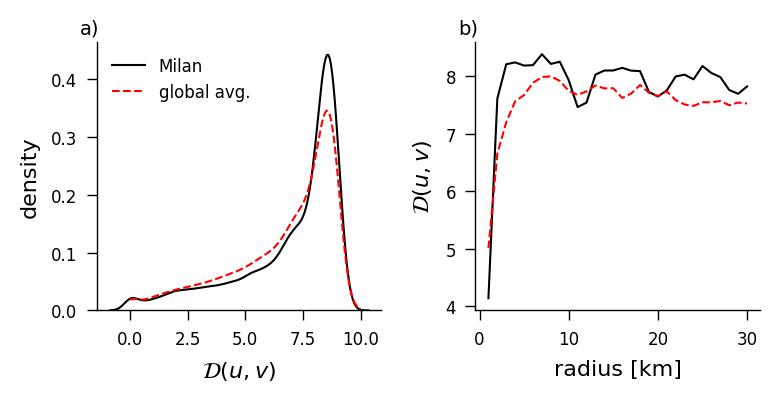 a)
Milan
global avg.
density
0.4
0.3
0.2
0.1
0.0
0.0 2.5 5.0 7.5 10.0
𝒟(u, v)
b)
𝒟(u, v)
8
7
6
5
4
0 10 20 30
radius [km]